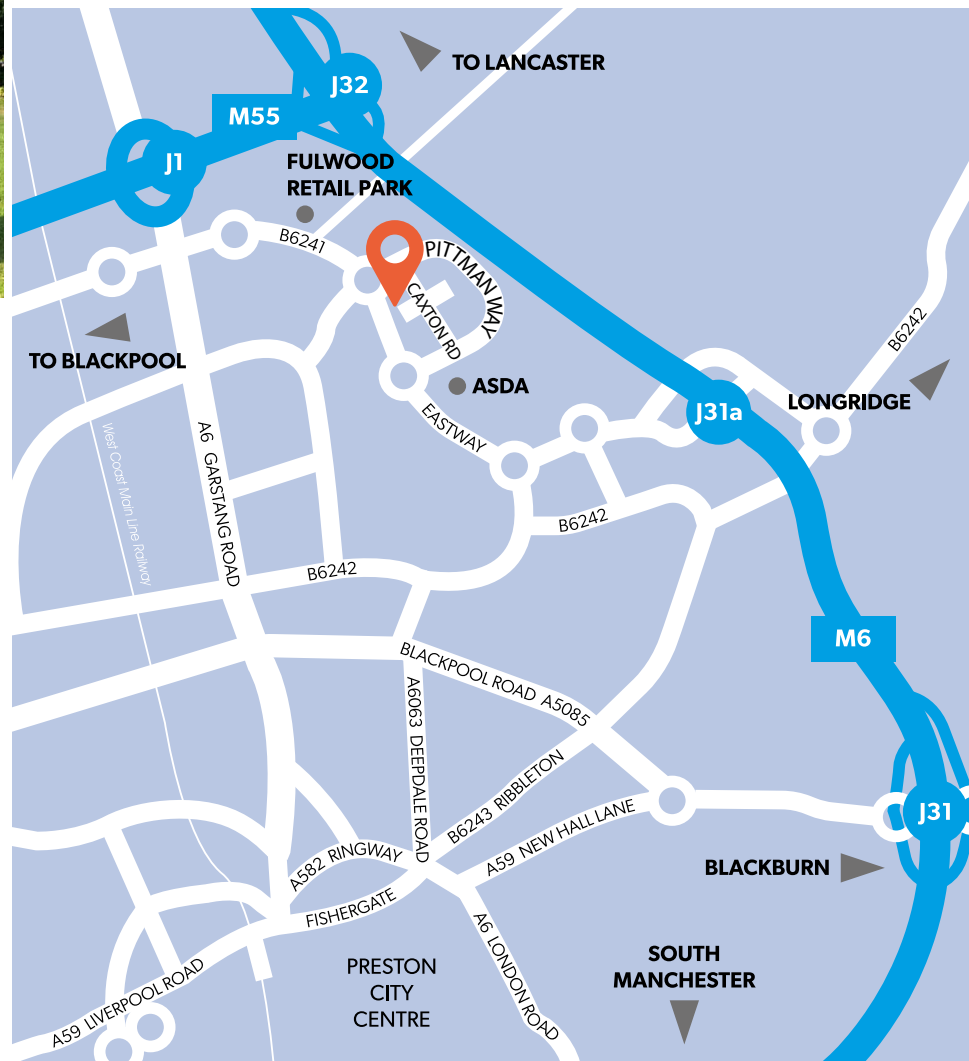 TO LANCASTER
J32
M55
J1
FULWOOD
RETAIL PARK
B6241
PITTMAN WAY
CAXTON RD
TO BLACKPOOL
ASDA
B6242
LONGRIDGE
J31a
EASTWAY
A6 GARSTANG ROAD
West Coast Main Line Railway
B6242
B6242
M6
BLACKPOOL ROAD A5085
A6063 DEEPDALE ROAD
B6243 RIBBLETON
A59 NEW HALL LANE
J31
BLACKBURN
A582 RINGWAY
FISHERGATE
A6 LONDON ROAD
PRESTON
CITY
CENTRE
SOUTH
MANCHESTER
A59 LIVERPOOL ROAD